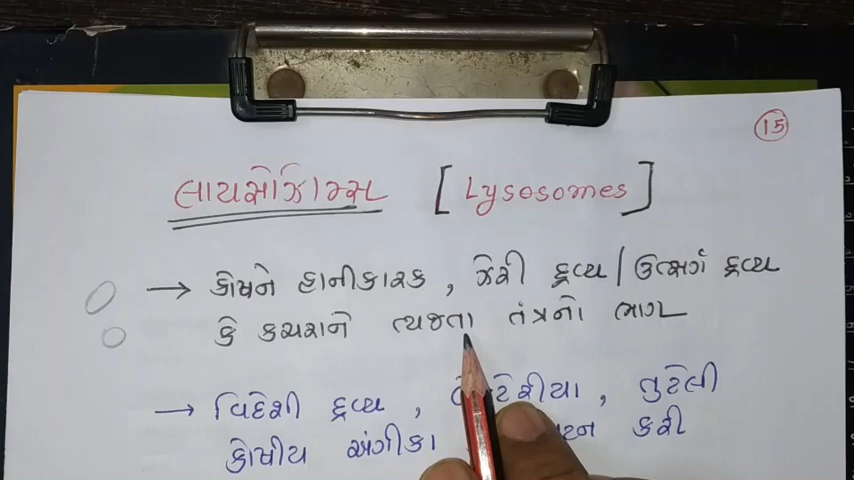 15
લાયસોઝોમ્સ [Lysosomes]
→ કોષને હાનીકારક, ઝેરી દ્રવ્ય / ઉત્સર્ગ દ્રવ્ય
કે કચરાને ત્યજતા તંત્રનો ભાગ
→ વિદેશી દ્રવ્ય, તુટેલી
કોષીય અંગીકા કરી